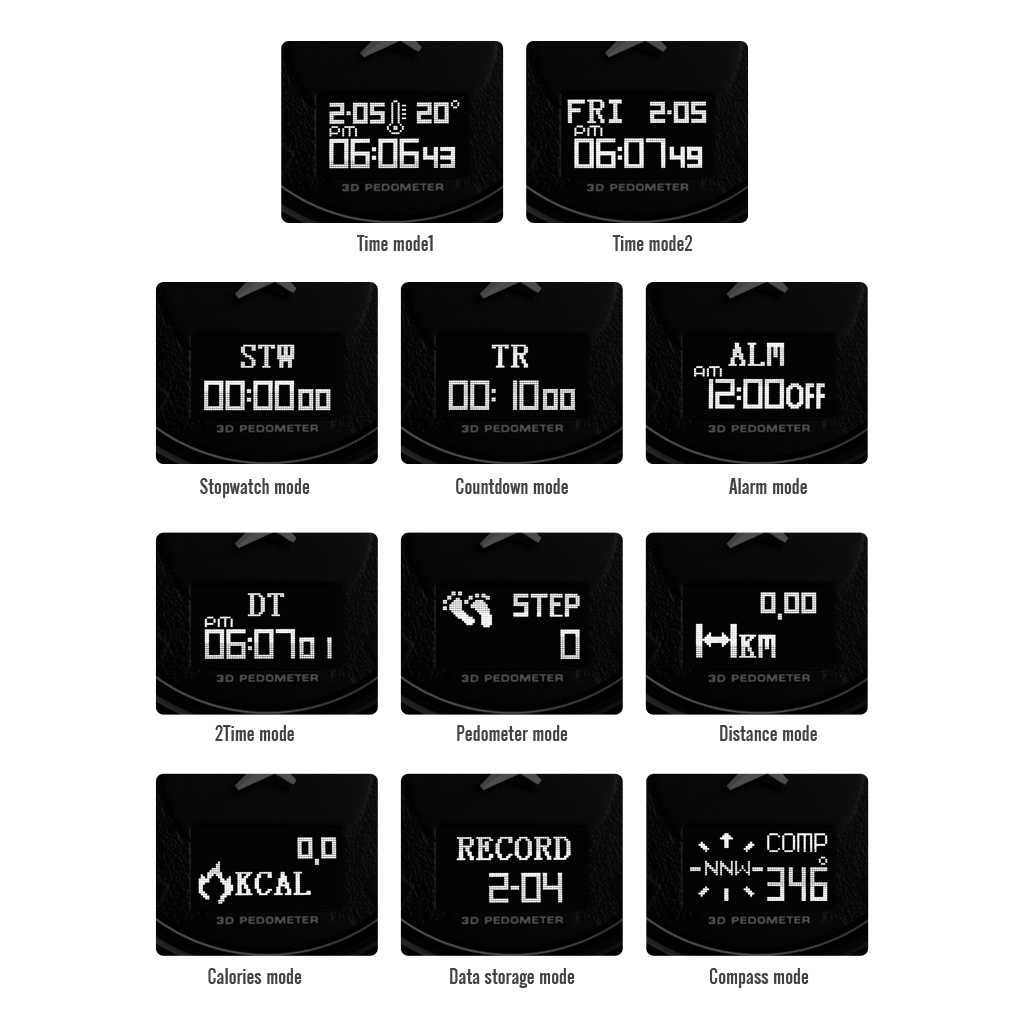 2-05 20°
PM
06:06 43
3D PEDOMETER
Time mode1
FRI 2-05
PM
06:07 49
3D PEDOMETER
Time mode2
STW
00:00 00
3D PEDOMETER
Stopwatch mode
TR
00: 10 00
3D PEDOMETER
Countdown mode
ALM
AM
12:00 OFF
3D PEDOMETER
Alarm mode
DT
PM
06:07 01
3D PEDOMETER
2Time mode
STEP
0
3D PEDOMETER
Pedometer mode
0,00
KM
3D PEDOMETER
Distance mode
0,0
KCAL
3D PEDOMETER
Calories mode
RECORD
2-04
3D PEDOMETER
Data storage mode
COMP
NNW 346°
3D PEDOMETER
Compass mode